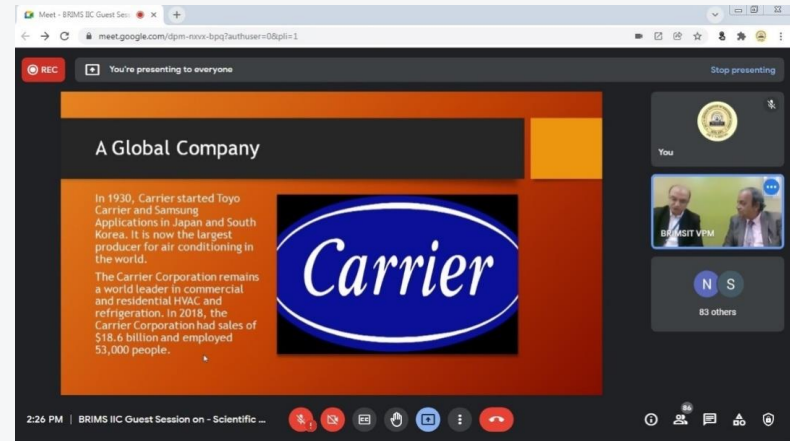 Meet - BRIMS IIC Guest Sess
meet.google.com/dpm-nxvx-bpq?authuser=0&pli=1
REC
You're presenting to everyone
Stop presenting
A Global Company
In 1930, Carrier started Toyo
Carrier and Samsung
Applications in Japan and South
Korea. It is now the largest
producer for air conditioning in
the world.
The Carrier Corporation remains
a world leader in commercial
and residential HVAC and
refrigeration. In 2018, the
Carrier Corporation had sales of
$18.6 billion and employed
53,000 people.
Carrier
You
BRIMSIT VPM
N S
83 others
2:26 PM | BRIMS IIC Guest Session on - Scientific ...
CC
86